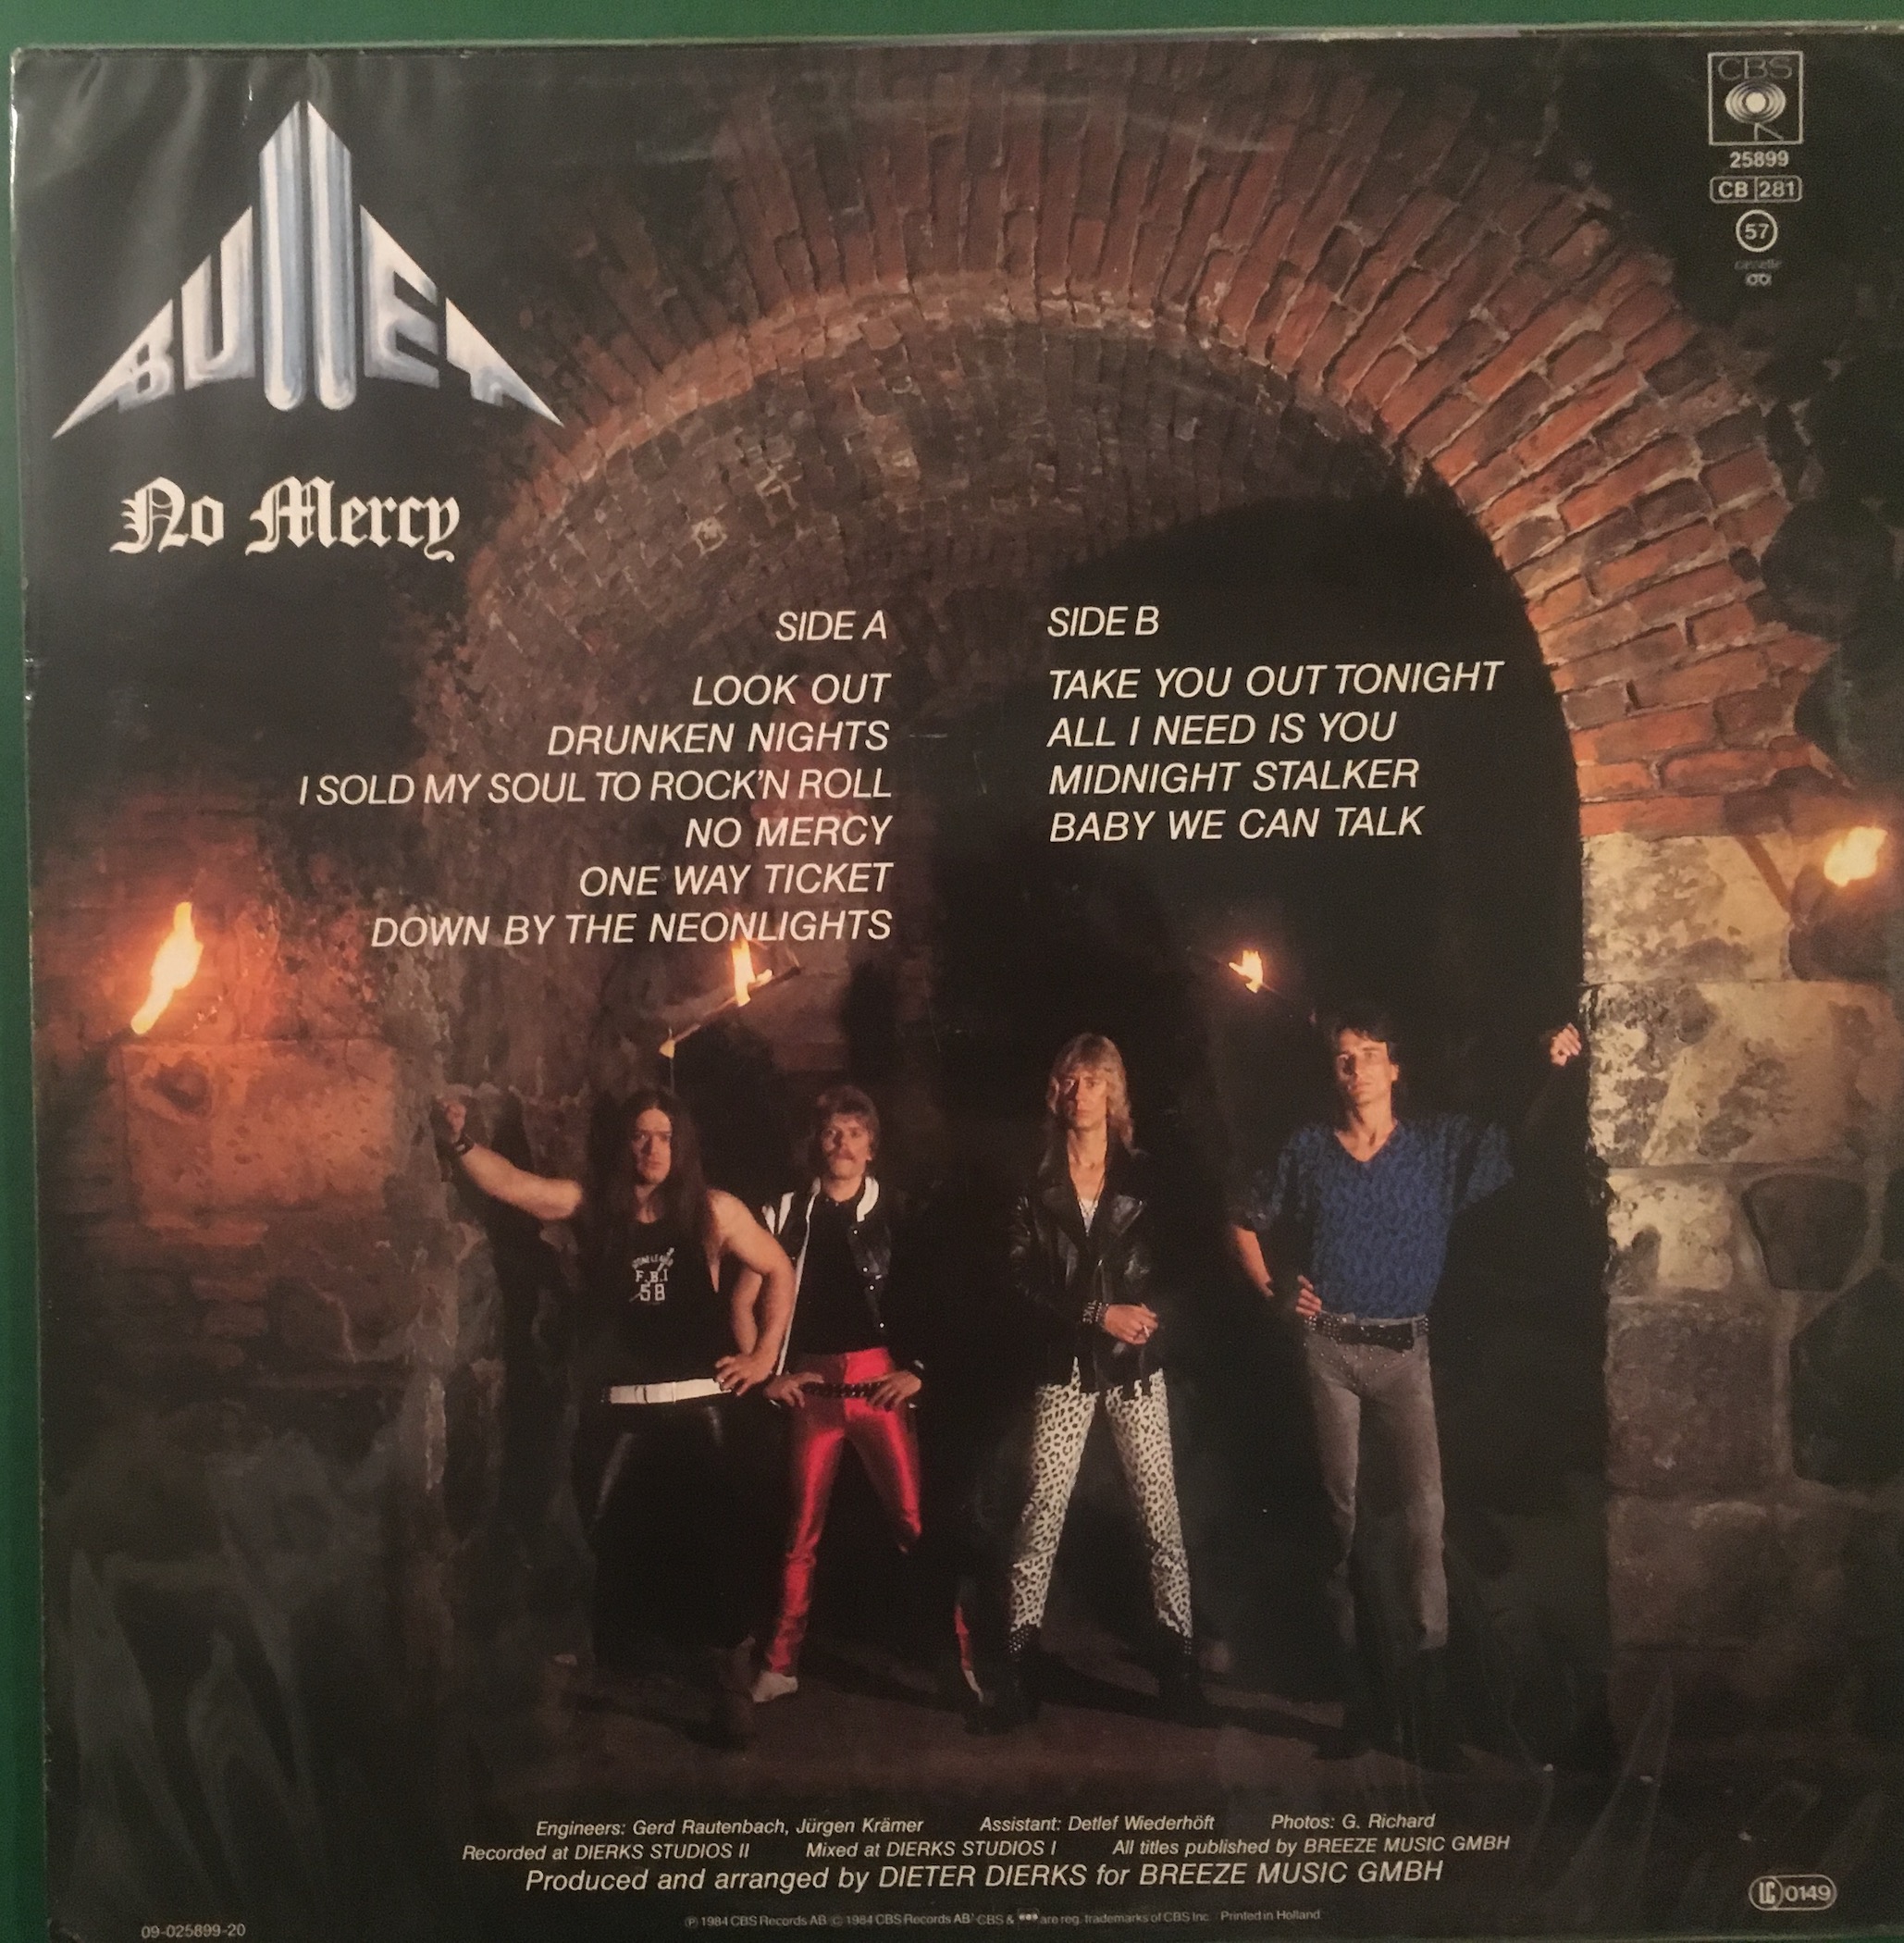 BULLET
No Mercy
CBS
25899
CB 281
57
SIDE A
LOOK OUT
DRUNKEN NIGHTS
I SOLD MY SOUL TO ROCK'N ROLL
NO MERCY
ONE WAY TICKET
DOWN BY THE NEONLIGHTS
SIDE B
TAKE YOU OUT TONIGHT
ALL I NEED IS YOU
MIDNIGHT STALKER
BABY WE CAN TALK
F.B.I
58
Engineers: Gerd Rautenbach, Jürgen Krämer Assistant: Detlef Wiederhöft Photos: G. Richard
Recorded at DIERKS STUDIOS II Mixed at DIERKS STUDIOS I All titles published by BREEZE MUSIC GMBH
Produced and arranged by DIETER DIERKS for BREEZE MUSIC GMBH
℗ 1984 CBS Records AB © 1984 CBS Records AB CBS & are reg. trademarks of CBS Inc. Printed in Holland
LC 0149
09-025899-20